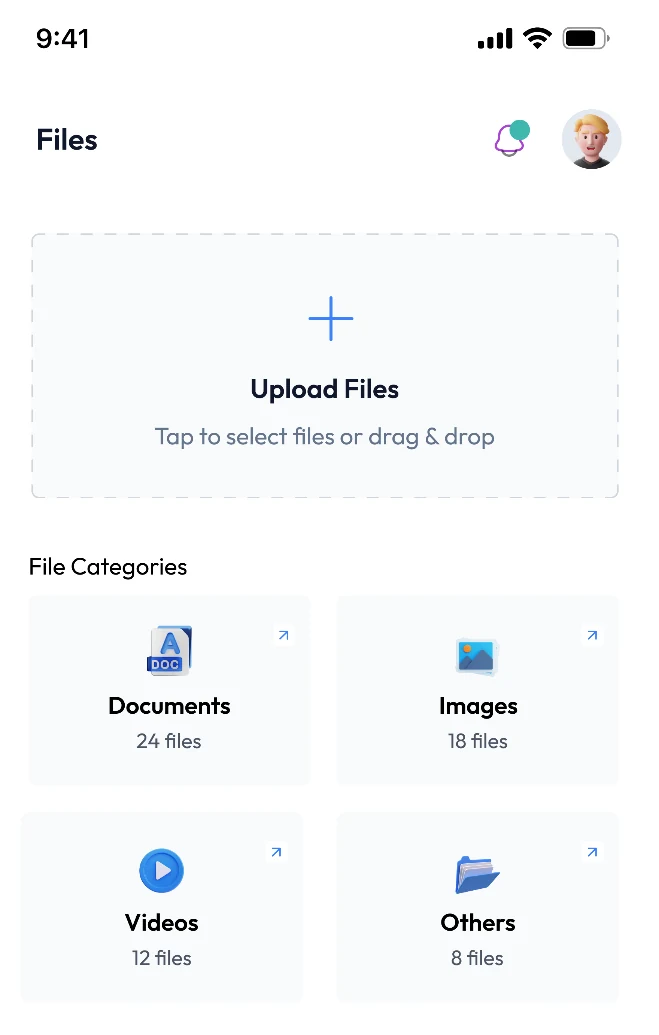 9:41
Files
Upload Files
Tap to select files or drag & drop
File Categories
A
DOC
Documents
24 files
Images
18 files
Videos
12 files
Others
8 files